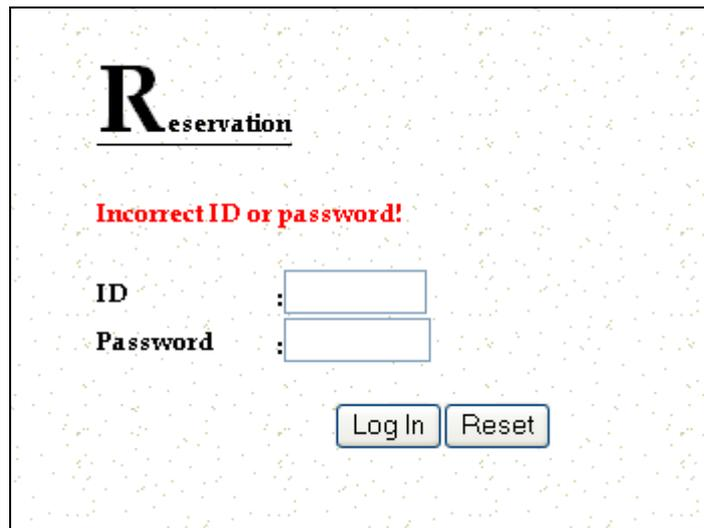 Reservation
Incorrect ID or password!
ID :
Password :
Log In Reset